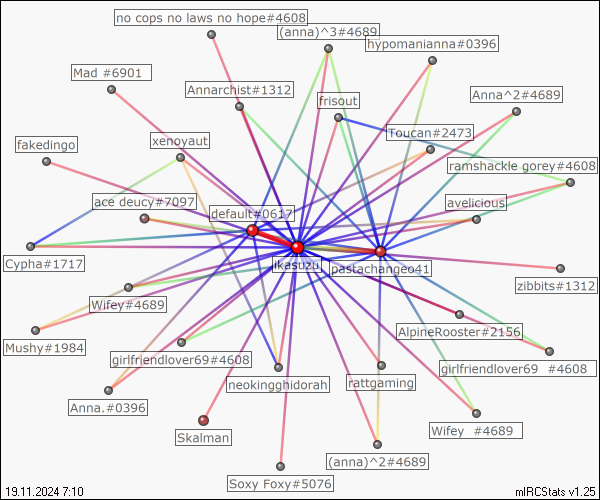 no cops no laws no hope#4608
(anna)^3#4689
hypomanianna#0396
Mad #6901
Annarchist#1312
frisout
Anna^2#4689
Toucan#2473
fakedingo
xenoyaut
ramshackle gorey#4608
ace deucy#7097
avelicious
default#0617
Cypha#1717
ikasuzu
pastachangeo41
zibbits#1312
Wifey#4689
AlpineRooster#2156
Mushy#1984
girlfriendlover69#4608
girlfriendlover69 #4608
neokingghidorah
rattgaming
Anna.#0396
Skalman
Wifey #4689
(anna)^2#4689
Soxy Foxy#5076
19.11.2024 7:10
mIRCStats v1.25